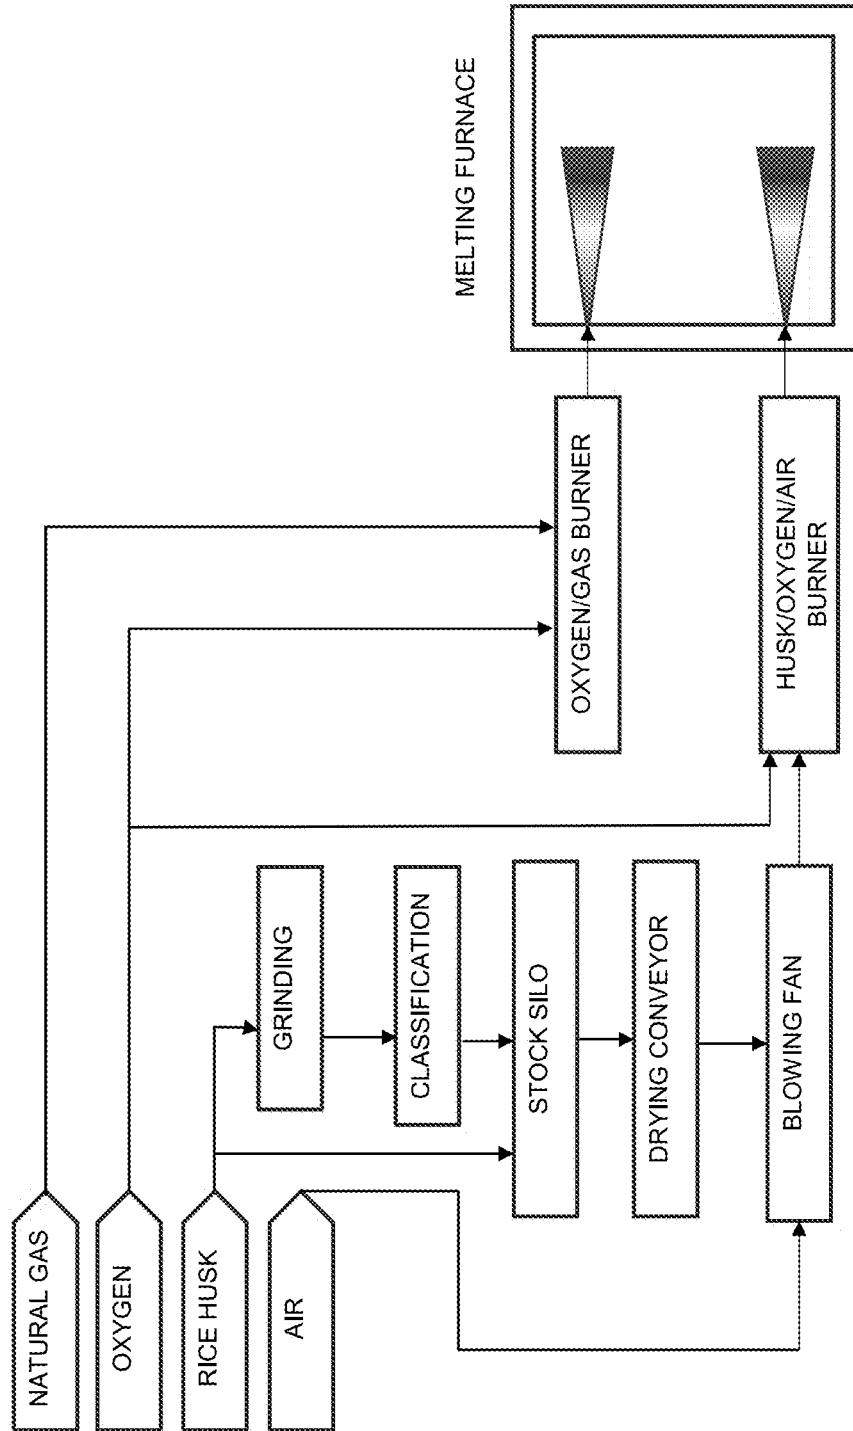 NATURAL GAS
OXYGEN
RICE HUSK
AIR
GRINDING
CLASSIFICATION
STOCK SILO
DRYING CONVEYOR
BLOWING FAN
OXYGEN/GAS BURNER
HUSK/OXYGEN/AIR
BURNER
MELTING FURNACE